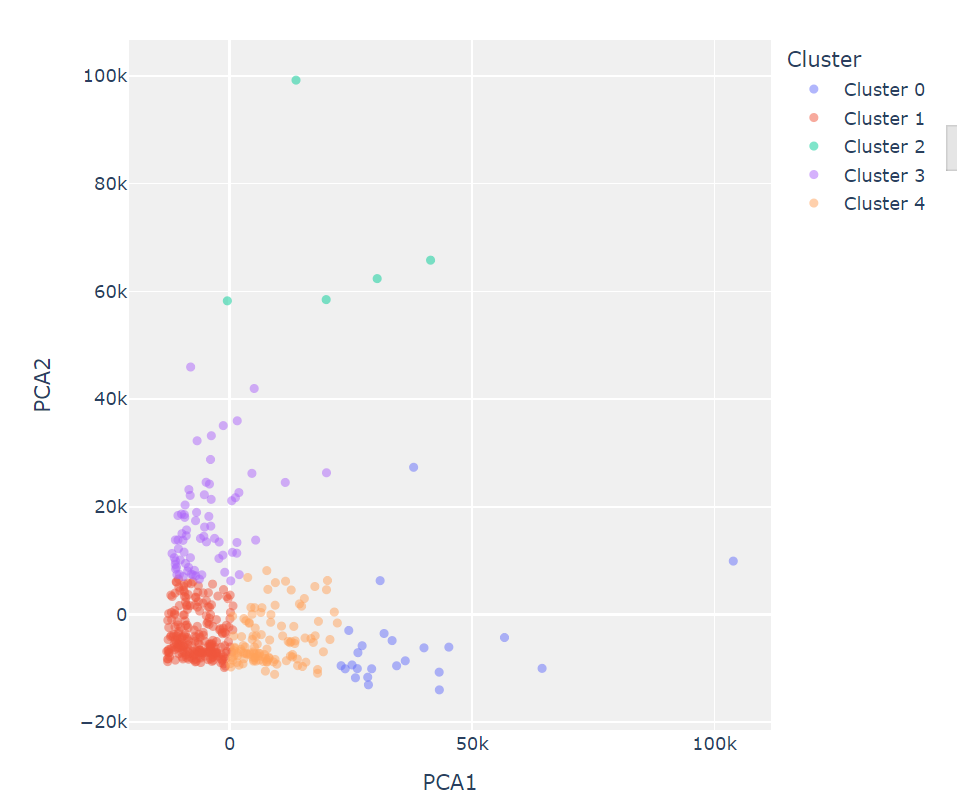 Cluster
Cluster 0
Cluster 1
Cluster 2
Cluster 3
Cluster 4
100k
80k
60k
40k
20k
0
−20k
PCA2
0
50k
100k
PCA1